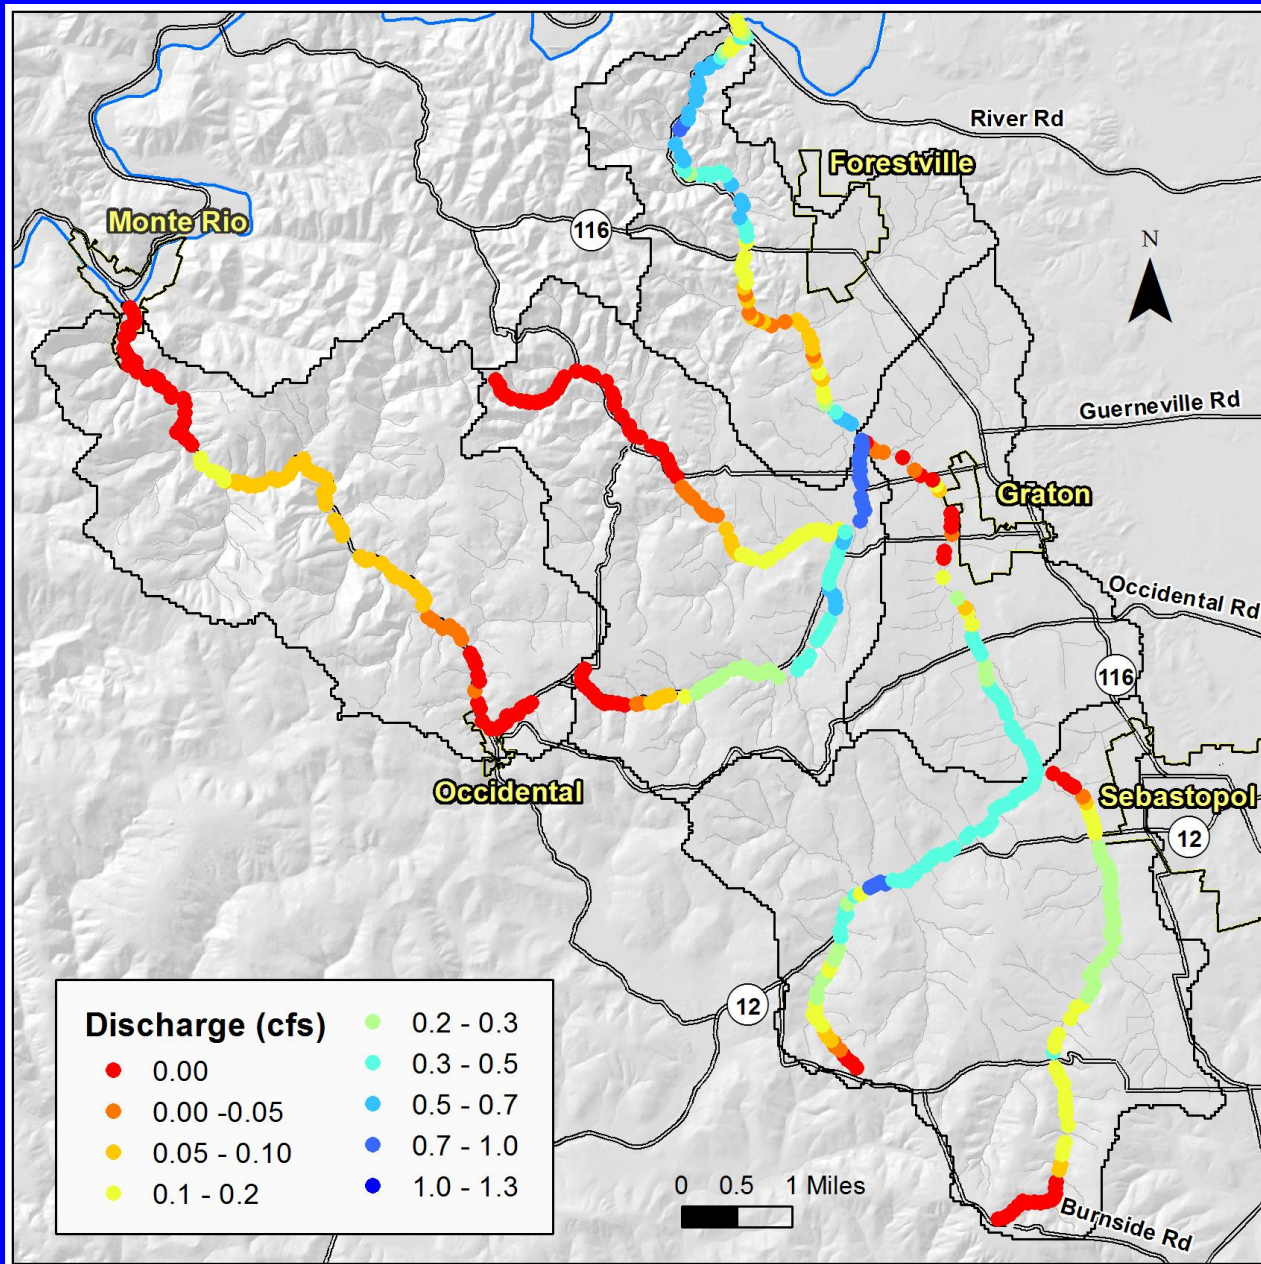 River Rd
Forestville
Monte Rio
116
N
Guerneville Rd
Graton
Occidental Rd
116
Occidental
Sebastopol
12
12
Discharge (cfs)
0.00
0.00 -0.05
0.05 - 0.10
0.1 - 0.2
0.2 - 0.3
0.3 - 0.5
0.5 - 0.7
0.7 - 1.0
1.0 - 1.3
0 0.5 1 Miles
Burnside Rd